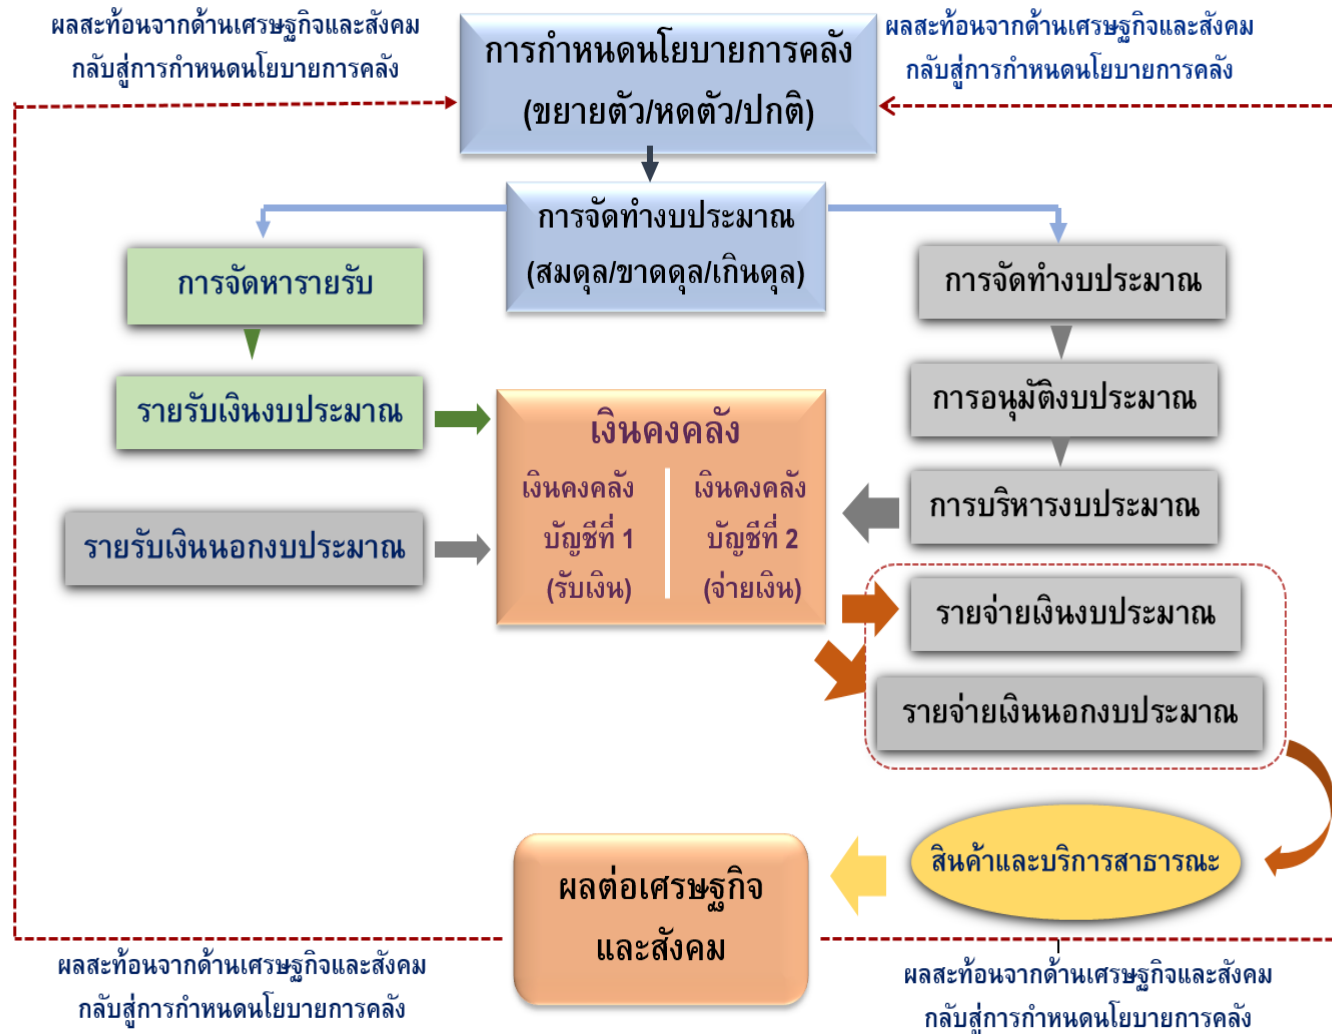 ผลสะท้อนจากด้านเศรษฐกิจและสังคม
กลับสู่การกำหนดนโยบายการคลัง
การกำหนดนโยบายการคลัง
(ขยายตัว/หดตัว/ปกติ)
ผลสะท้อนจากด้านเศรษฐกิจและสังคม
กลับสู่การกำหนดนโยบายการคลัง
การจัดทำงบประมาณ
(สมดุล/ขาดดุล/เกินดุล)
การจัดหารายรับ
การจัดทำงบประมาณ
รายรับเงินงบประมาณ
การอนุมัติงบประมาณ
เงินคงคลัง
เงินคงคลัง
บัญชีที่ 1
(รับเงิน)
เงินคงคลัง
บัญชีที่ 2
(จ่ายเงิน)
การบริหารงบประมาณ
รายรับเงินนอกงบประมาณ
รายจ่ายเงินงบประมาณ
รายจ่ายเงินนอกงบประมาณ
สินค้าและบริการสาธารณะ
ผลต่อเศรษฐกิจ
และสังคม
ผลสะท้อนจากด้านเศรษฐกิจและสังคม
กลับสู่การกำหนดนโยบายการคลัง
ผลสะท้อนจากด้านเศรษฐกิจและสังคม
กลับสู่การกำหนดนโยบายการคลัง